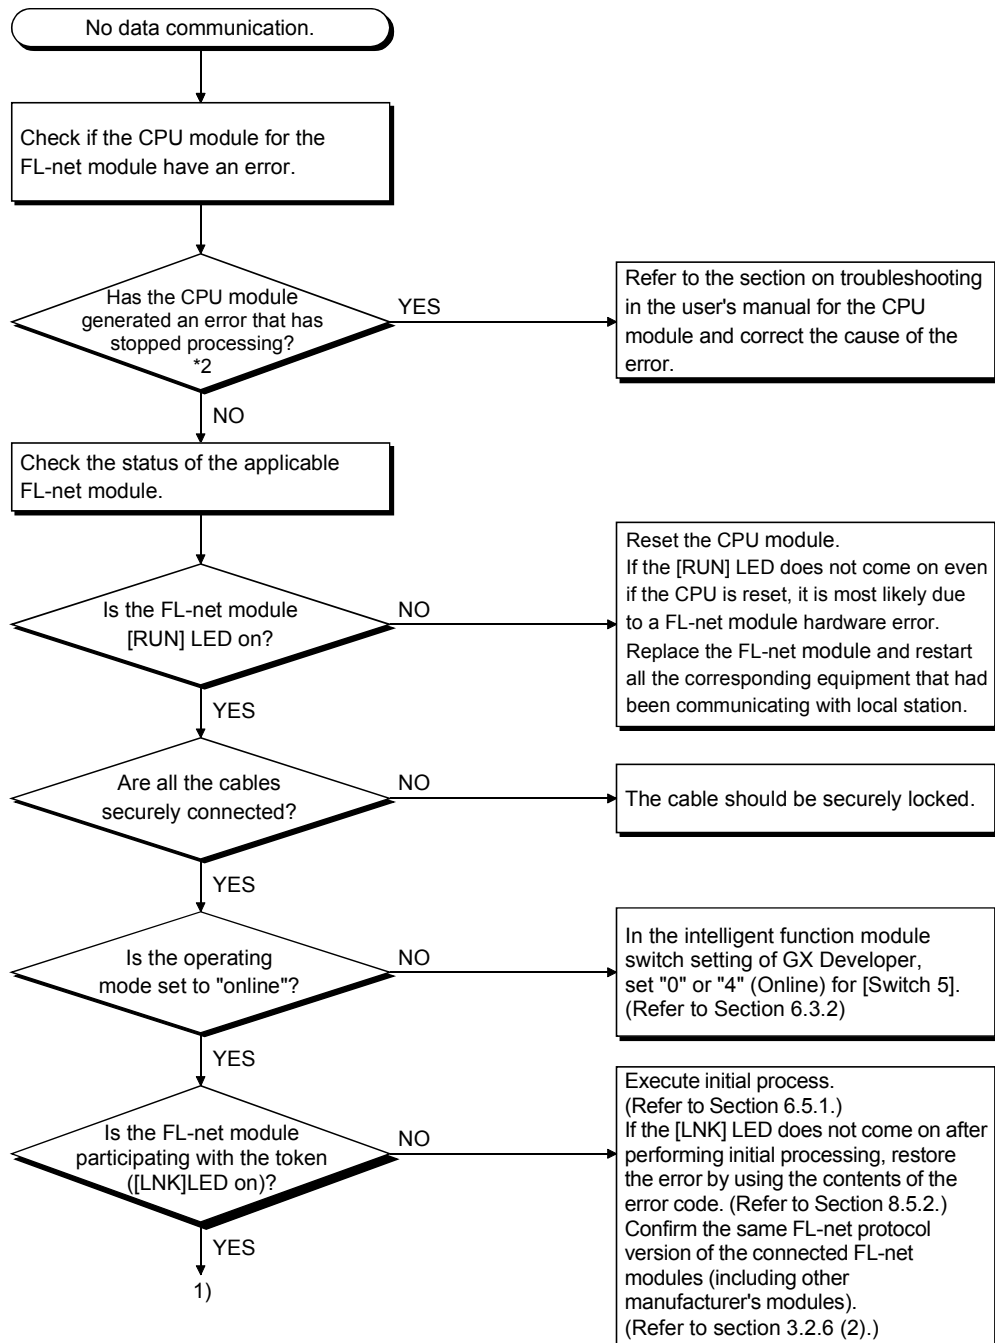 No data communication.
Check if the CPU module for the
FL-net module have an error.
Has the CPU module
generated an error that has
stopped processing?
*2
YES
Refer to the section on troubleshooting
in the user's manual for the CPU
module and correct the cause of the
error.
NO
Check the status of the applicable
FL-net module.
Is the FL-net module
[RUN] LED on?
NO
Reset the CPU module.
If the [RUN] LED does not come on even
if the CPU is reset, it is most likely due
to a FL-net module hardware error.
Replace the FL-net module and restart
all the corresponding equipment that had
been communicating with local station.
YES
Are all the cables
securely connected?
NO
The cable should be securely locked.
YES
Is the operating
mode set to "online"?
NO
In the intelligent function module
switch setting of GX Developer,
set "0" or "4" (Online) for [Switch 5].
(Refer to Section 6.3.2)
YES
Is the FL-net module
participating with the token
([LNK]LED on)?
NO
Execute initial process.
(Refer to Section 6.5.1.)
If the [LNK] LED does not come on after
performing initial processing, restore
the error by using the contents of the
error code. (Refer to Section 8.5.2.)
Confirm the same FL-net protocol
version of the connected FL-net
modules (including other
manufacturer's modules).
(Refer to section 3.2.6 (2).)
YES
1)